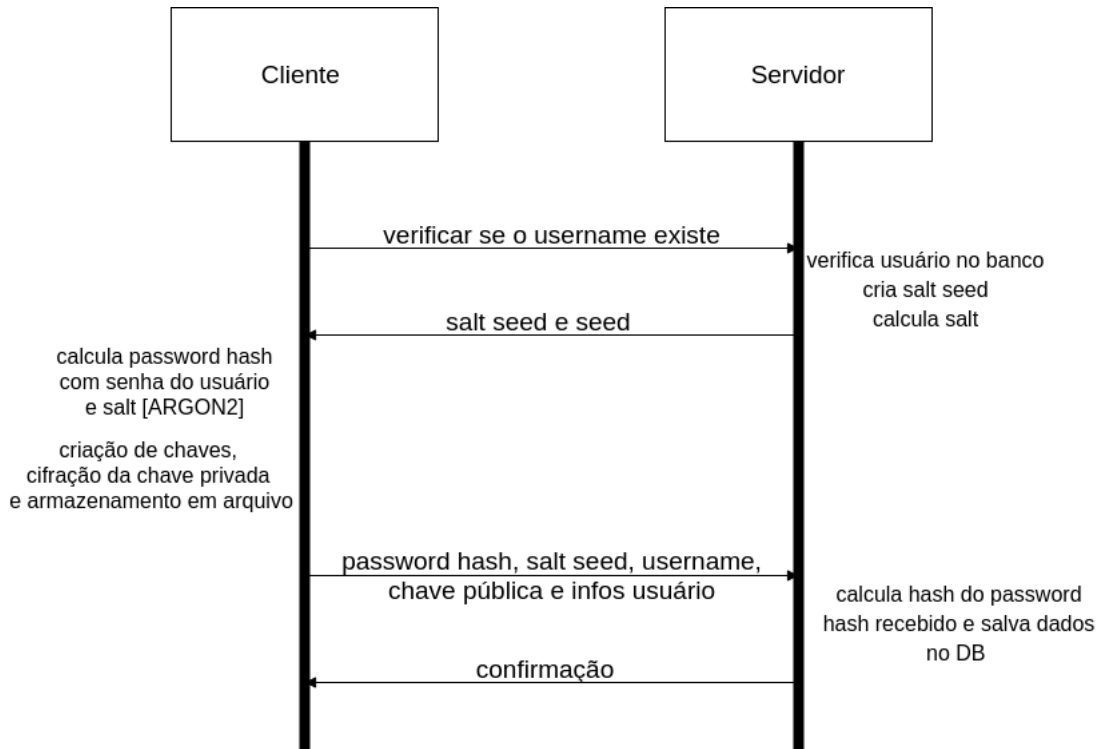 Cliente
Servidor
verificar se o username existe
verifica usuário no banco
cria salt seed
calcula salt
salt seed e seed
calcula password hash
com senha do usuário
e salt [ARGON2]
criação de chaves,
cifração da chave privada
e armazenamento em arquivo
password hash, salt seed, username,
chave pública e infos usuário
calcula hash do password
hash recebido e salva dados
no DB
confirmação